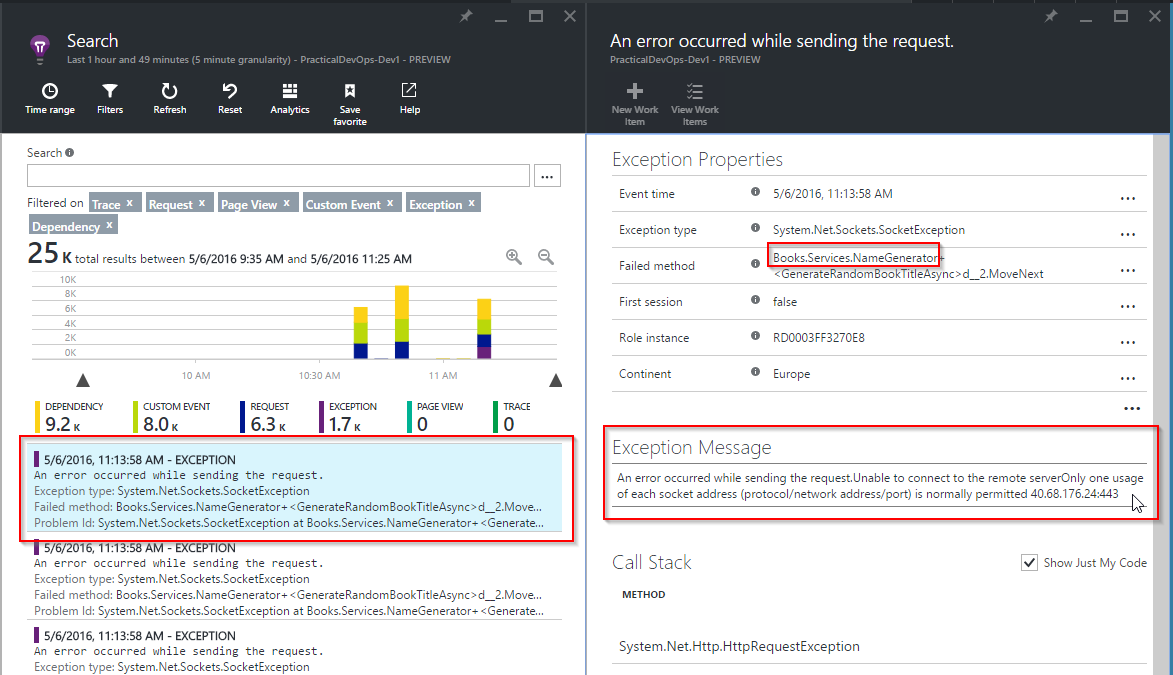 Search
Last 1 hour and 49 minutes (5 minute granularity) - PracticalDevOps-Dev1 - PREVIEW
Time range
Filters
Refresh
Reset
Analytics
Save
favorite
Help
Search
...
Filtered on Trace x Request x Page View x Custom Event x Exception x
Dependency x
25 K total results between 5/6/2016 9:35 AM and 5/6/2016 11:25 AM
10K
8K
6K
4K
2K
0K
10 AM
10:30 AM
11 AM
DEPENDENCY
9.2 K
CUSTOM EVENT
8.0 K
REQUEST
6.3 K
EXCEPTION
1.7 K
PAGE VIEW
0
TRACE
0
5/6/2016, 11:13:58 AM - EXCEPTION
An error occurred while sending the request.
Exception type: System.Net.Sockets.SocketException
Failed method: Books.Services.NameGenerator+<GenerateRandomBookTitleAsync>d__2.Move...
Problem Id: System.Net.Sockets.SocketException at Books.Services.NameGenerator+<Generate...
5/6/2016, 11:13:58 AM - EXCEPTION
An error occurred while sending the request.
Exception type: System.Net.Sockets.SocketException
Failed method: Books.Services.NameGenerator+<GenerateRandomBookTitleAsync>d__2.Move...
Problem Id: System.Net.Sockets.SocketException at Books.Services.NameGenerator+<Generate...
5/6/2016, 11:13:58 AM - EXCEPTION
An error occurred while sending the request.
Exception type: System.Net.Sockets.SocketException
An error occurred while sending the request.
PracticalDevOps-Dev1 - PREVIEW
New Work
Item
View Work
Items
Exception Properties
Event time 5/6/2016, 11:13:58 AM ...
Exception type System.Net.Sockets.SocketException ...
Failed method Books.Services.NameGenerator+
<GenerateRandomBookTitleAsync>d__2.MoveNext ...
First session false ...
Role instance RD0003FF3270E8 ...
Continent Europe ...
...
Exception Message
An error occurred while sending the request.Unable to connect to the remote serverOnly one usage
of each socket address (protocol/network address/port) is normally permitted 40.68.176.24:443
Call Stack
Show Just My Code
METHOD
System.Net.Http.HttpRequestException